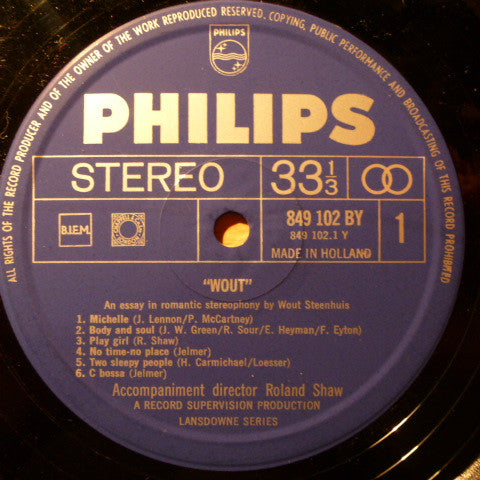 ALL RIGHTS OF THE RECORD PRODUCER AND OF THE OWNER OF THE WORK REPRODUCED RESERVED. COPYING, PUBLIC PERFORMANCE AND BROADCASTING OF THIS RECORD PROHIBITED
PHILIPS
PHILIPS
STEREO 33 1/3
B.I.E.M. 849 102 BY 1
849 102.1 Y
MADE IN HOLLAND
"WOUT"
An essay in romantic stereophony by Wout Steenhuis
1. Michelle (J. Lennon/P. McCartney)
2. Body and soul (J. W. Green/R. Sour/E. Heyman/F. Eyton)
3. Play girl (R. Shaw)
4. No time-no place (Jelmer)
5. Two sleepy people (H. Carmichael/Loesser)
6. C bossa (Jelmer)
Accompaniment director Roland Shaw
A RECORD SUPERVISION PRODUCTION
LANSDOWNE SERIES